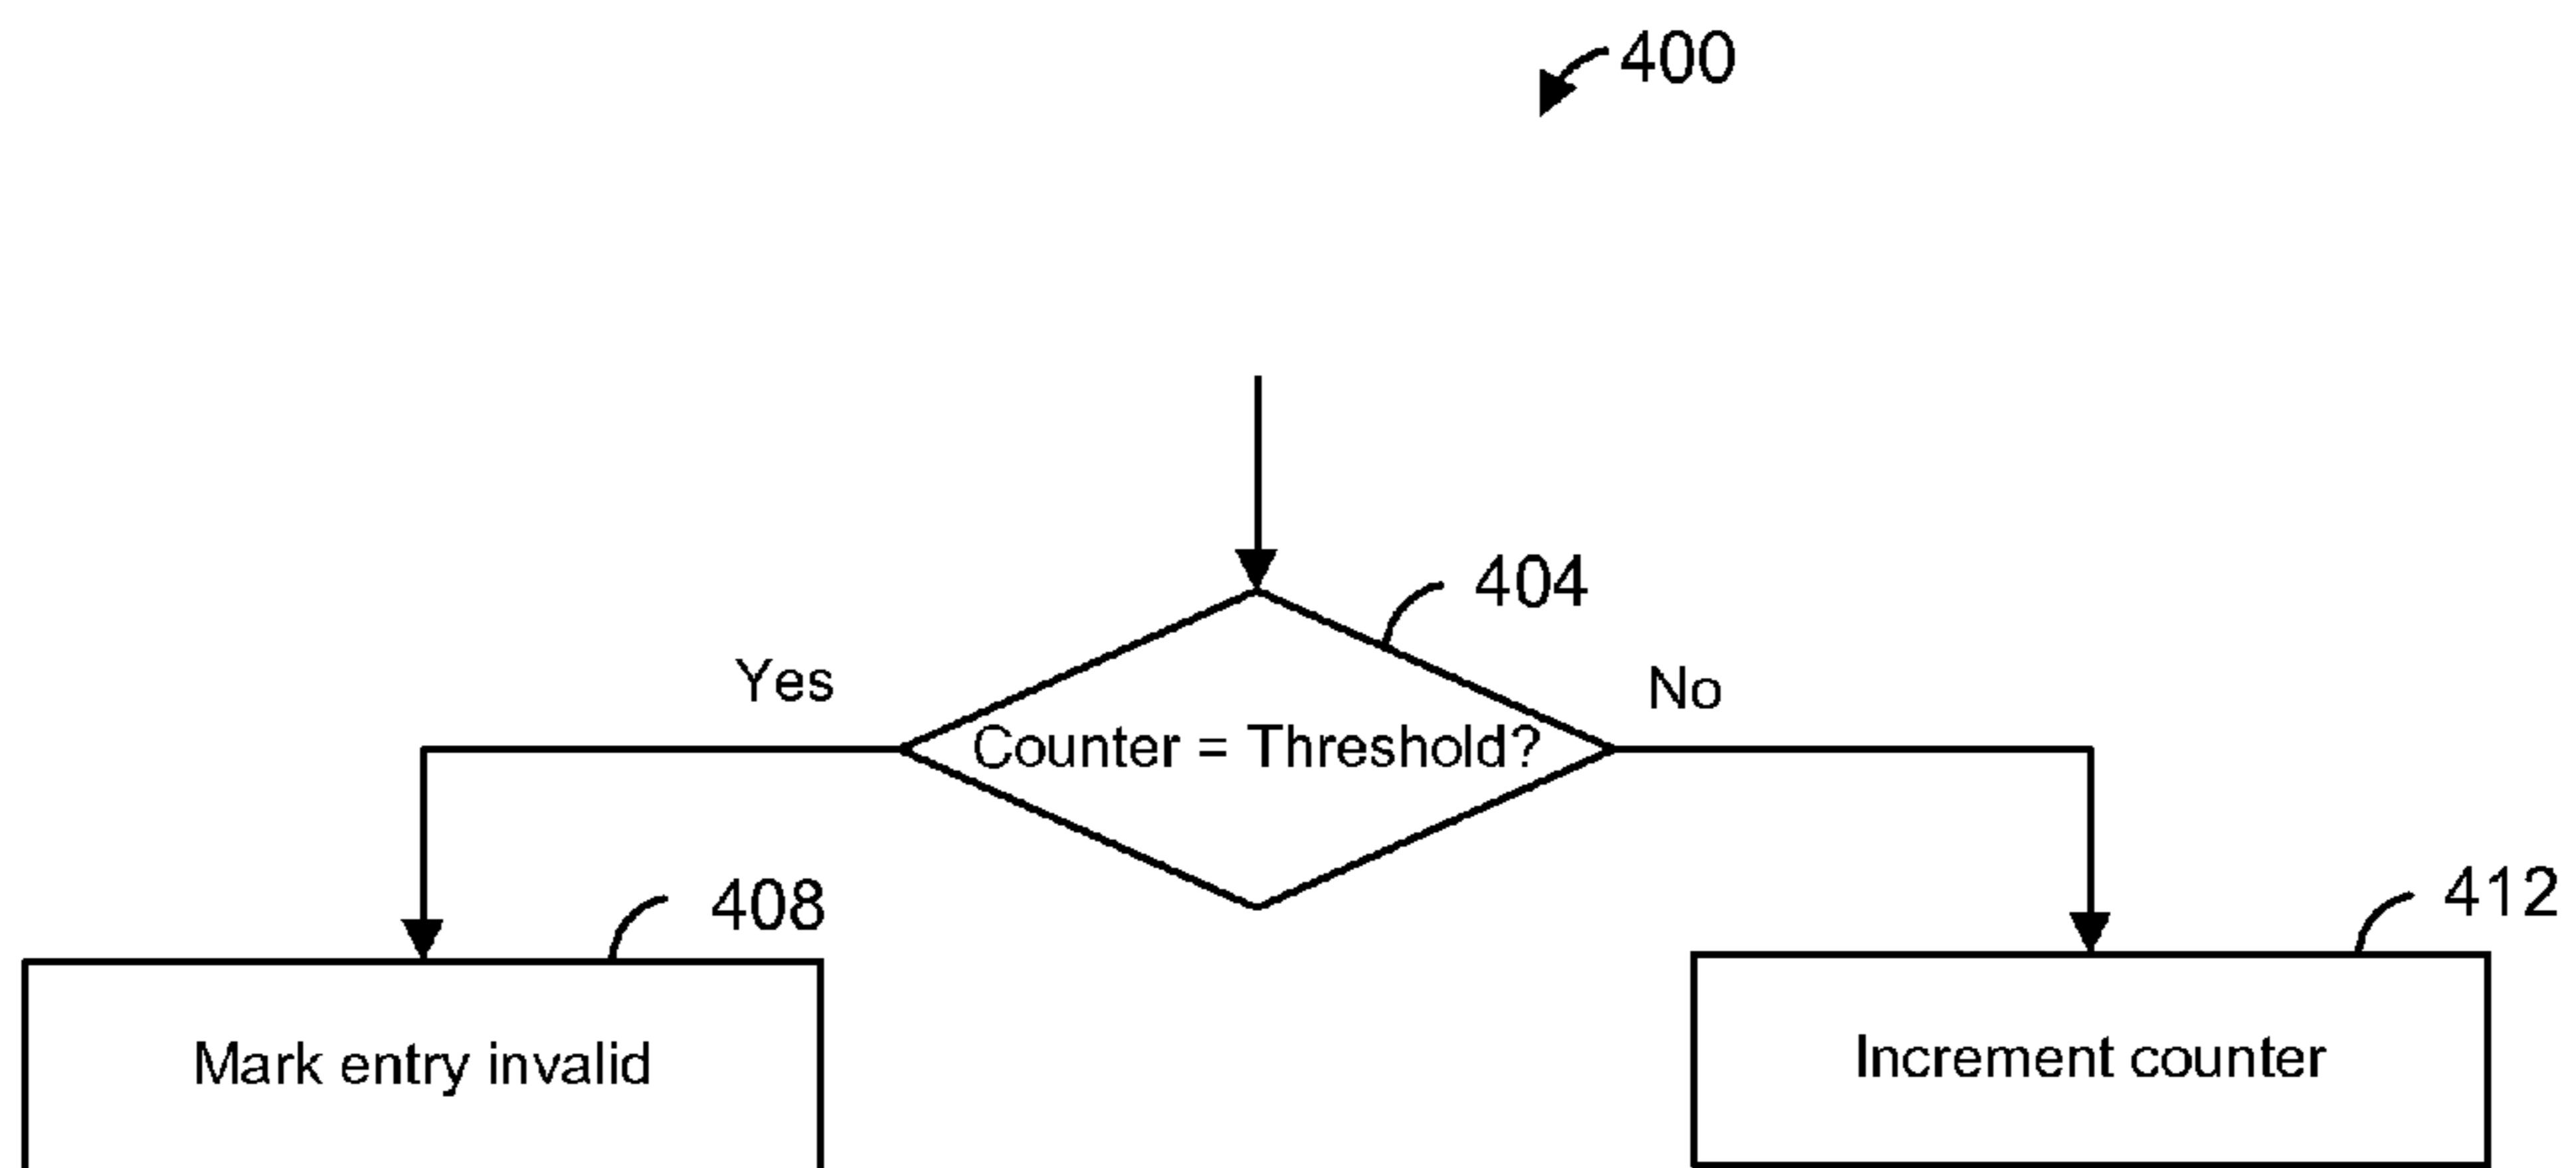 400
404
Yes
No
Counter = Threshold?
408
412
Mark entry invalid
Increment counter